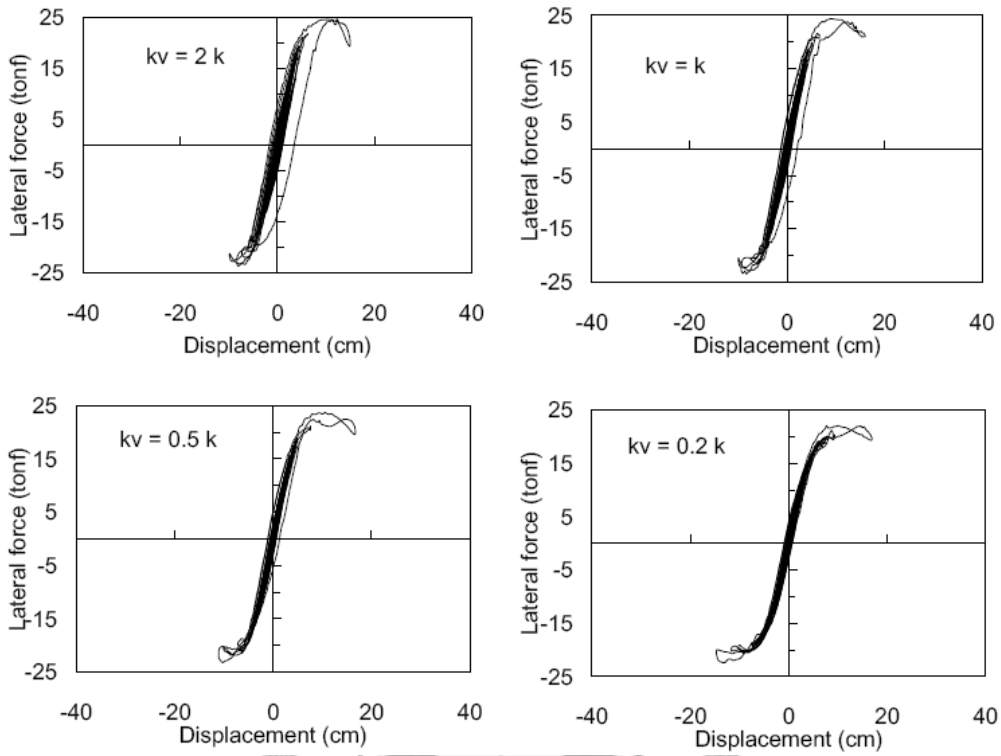 25
15
5
-5
-15
-25
Lateral force (tonf)
kv = 2 k
-40 -20 0 20 40
Displacement (cm)
25
15
5
-5
-15
-25
Lateral force (tonf)
kv = k
-40 -20 0 20 40
Displacement (cm)
25
15
5
-5
-15
-25
Lateral force (tonf)
kv = 0.5 k
-40 -20 0 20 40
Displacement (cm)
25
15
5
-5
-15
-25
Lateral force (tonf)
kv = 0.2 k
-40 -20 0 20 40
Displacement (cm)